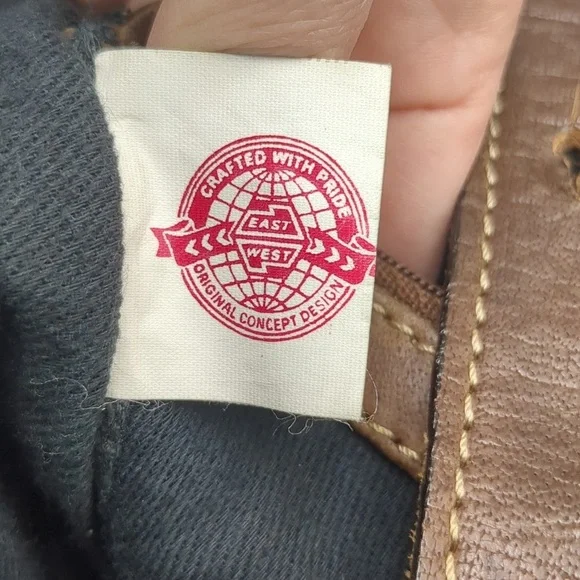 CRAFTED WITH PRIDE
EAST
WEST
ORIGINAL CONCEPT DESIGN